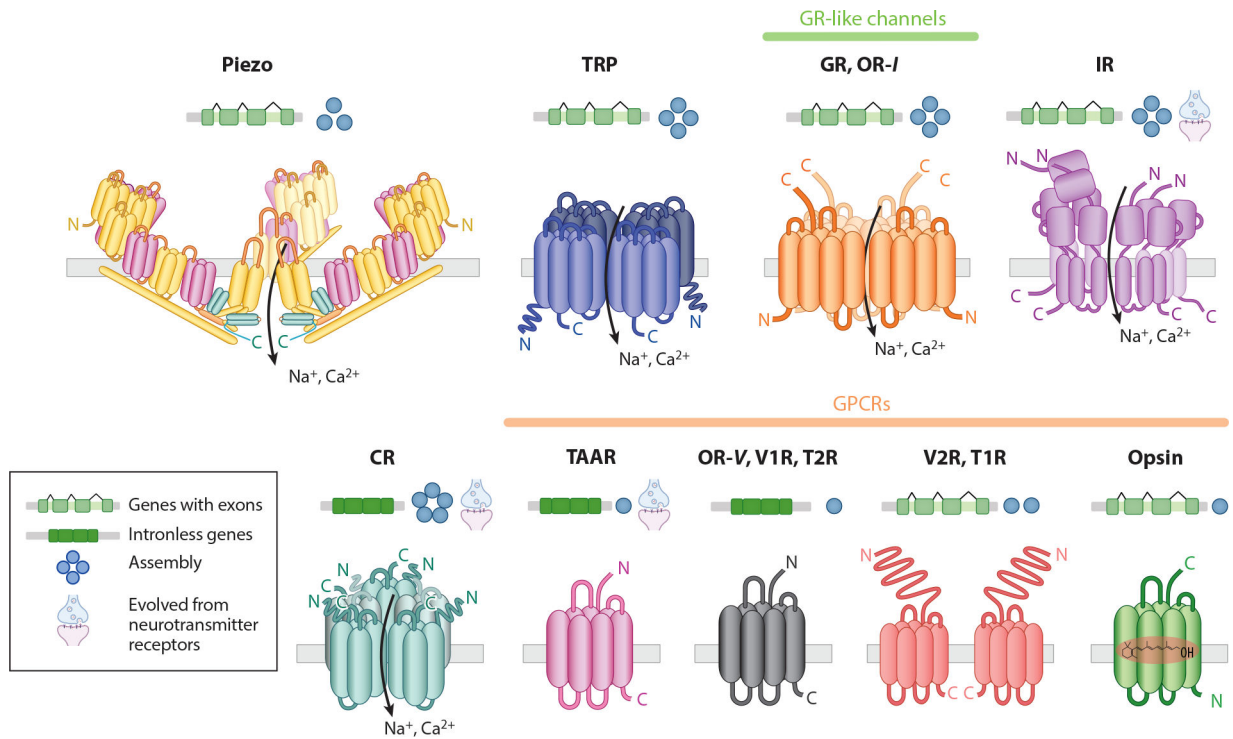 GR-like channels
Piezo
TRP
GR, OR-I
IR
N
N
C
C
Na⁺, Ca²⁺
N
C
C
N
Na⁺, Ca²⁺
C
C
C
C
N
N
Na⁺, Ca²⁺
N
N
N
N
C
C
C
C
Na⁺, Ca²⁺
GPCRs
CR
TAAR
OR-V, V1R, T2R
V2R, T1R
Opsin
Genes with exons
Intronless genes
Assembly
Evolved from
neurotransmitter
receptors
C
N
N
C
N
N
C
C
N
C
Na⁺, Ca²⁺
N
C
N
C
N
N
C
C
C
OH
N